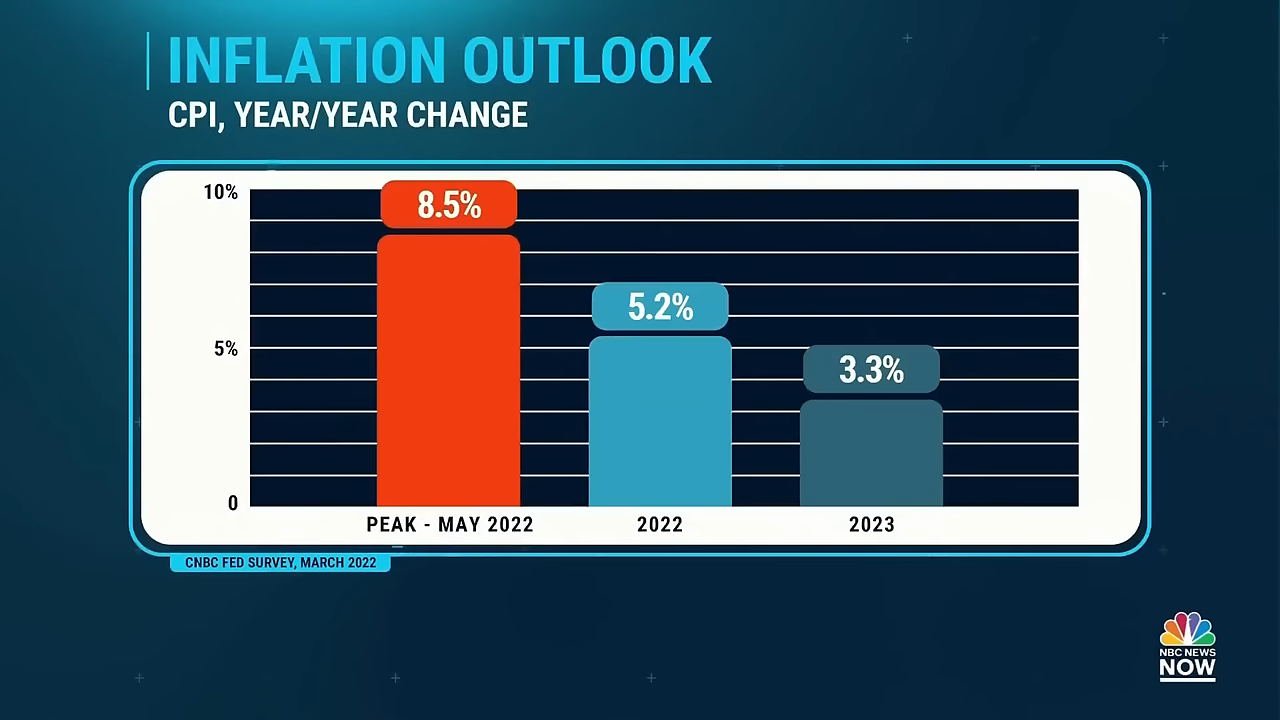 INFLATION OUTLOOK
CPI, YEAR/YEAR CHANGE
10%
8.5%
5.2%
5%
3.3%
0
PEAK - MAY 2022
2022
2023
CNBC FED SURVEY, MARCH 2022
NBC NEWS
NOW